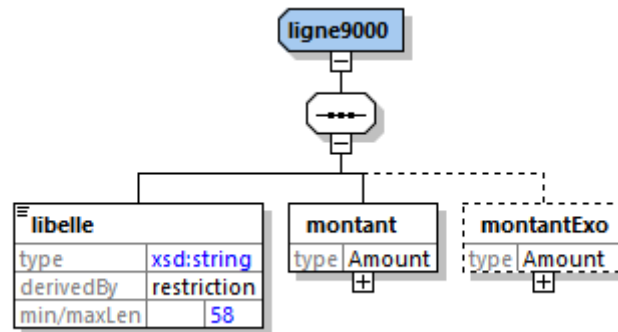 ligne9000
libelle
type xsd:string
derivedBy restriction
min/maxLen 58
montant
type Amount
montantExo
type Amount